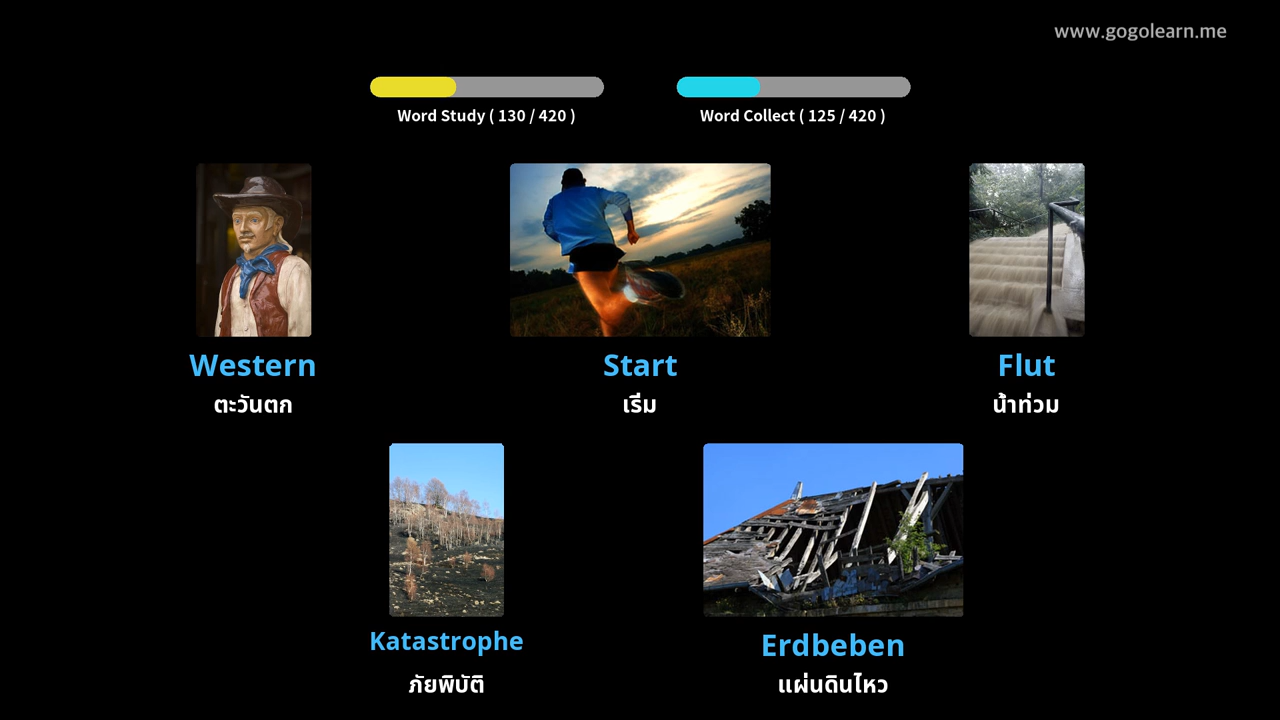 www.gogolearn.me
Word Study ( 130 / 420 )
Word Collect ( 125 / 420 )
Western
ตะวันตก
Start
เริ่ม
Flut
น้ำท่วม
Katastrophe
ภัยพิบัติ
Erdbeben
แผ่นดินไหว